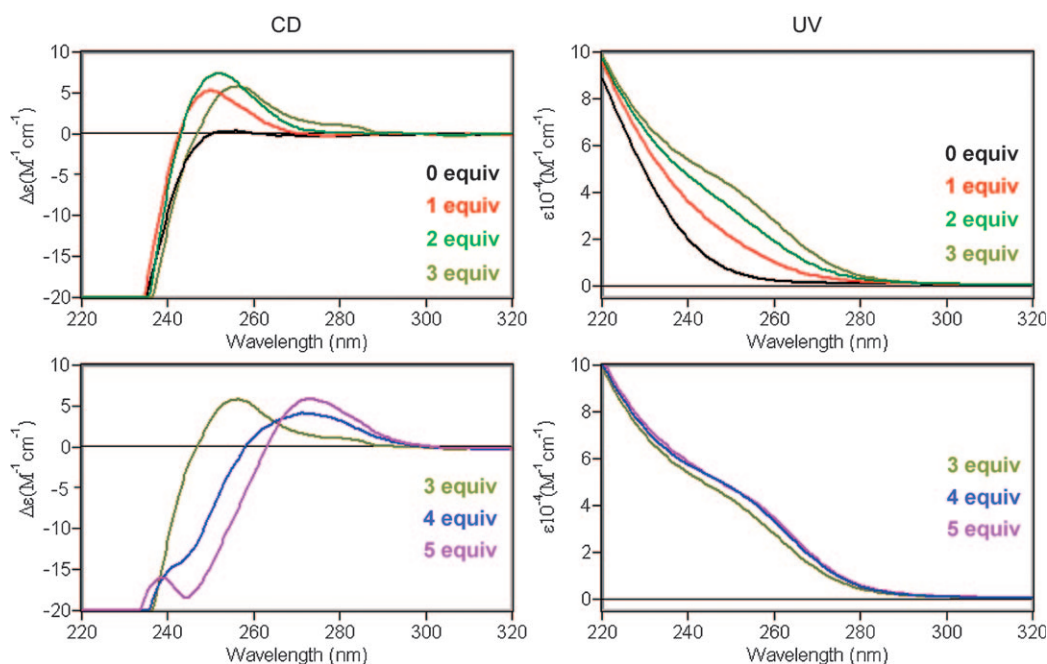 CD
UV
10
5
0
-5
-10
-15
-20
Δε(M⁻¹ cm⁻¹)
0 equiv
1 equiv
2 equiv
3 equiv
220 240 260 280 300 320
Wavelength (nm)
10
8
6
4
2
0
ε10⁻⁴(M⁻¹cm⁻¹)
0 equiv
1 equiv
2 equiv
3 equiv
220 240 260 280 300 320
Wavelength (nm)
10
5
0
-5
-10
-15
-20
Δε(M⁻¹ cm⁻¹)
3 equiv
4 equiv
5 equiv
220 240 260 280 300 320
Wavelength (nm)
10
8
6
4
2
0
ε10⁻⁴(M⁻¹cm⁻¹)
3 equiv
4 equiv
5 equiv
220 240 260 280 300 320
Wavelength (nm)